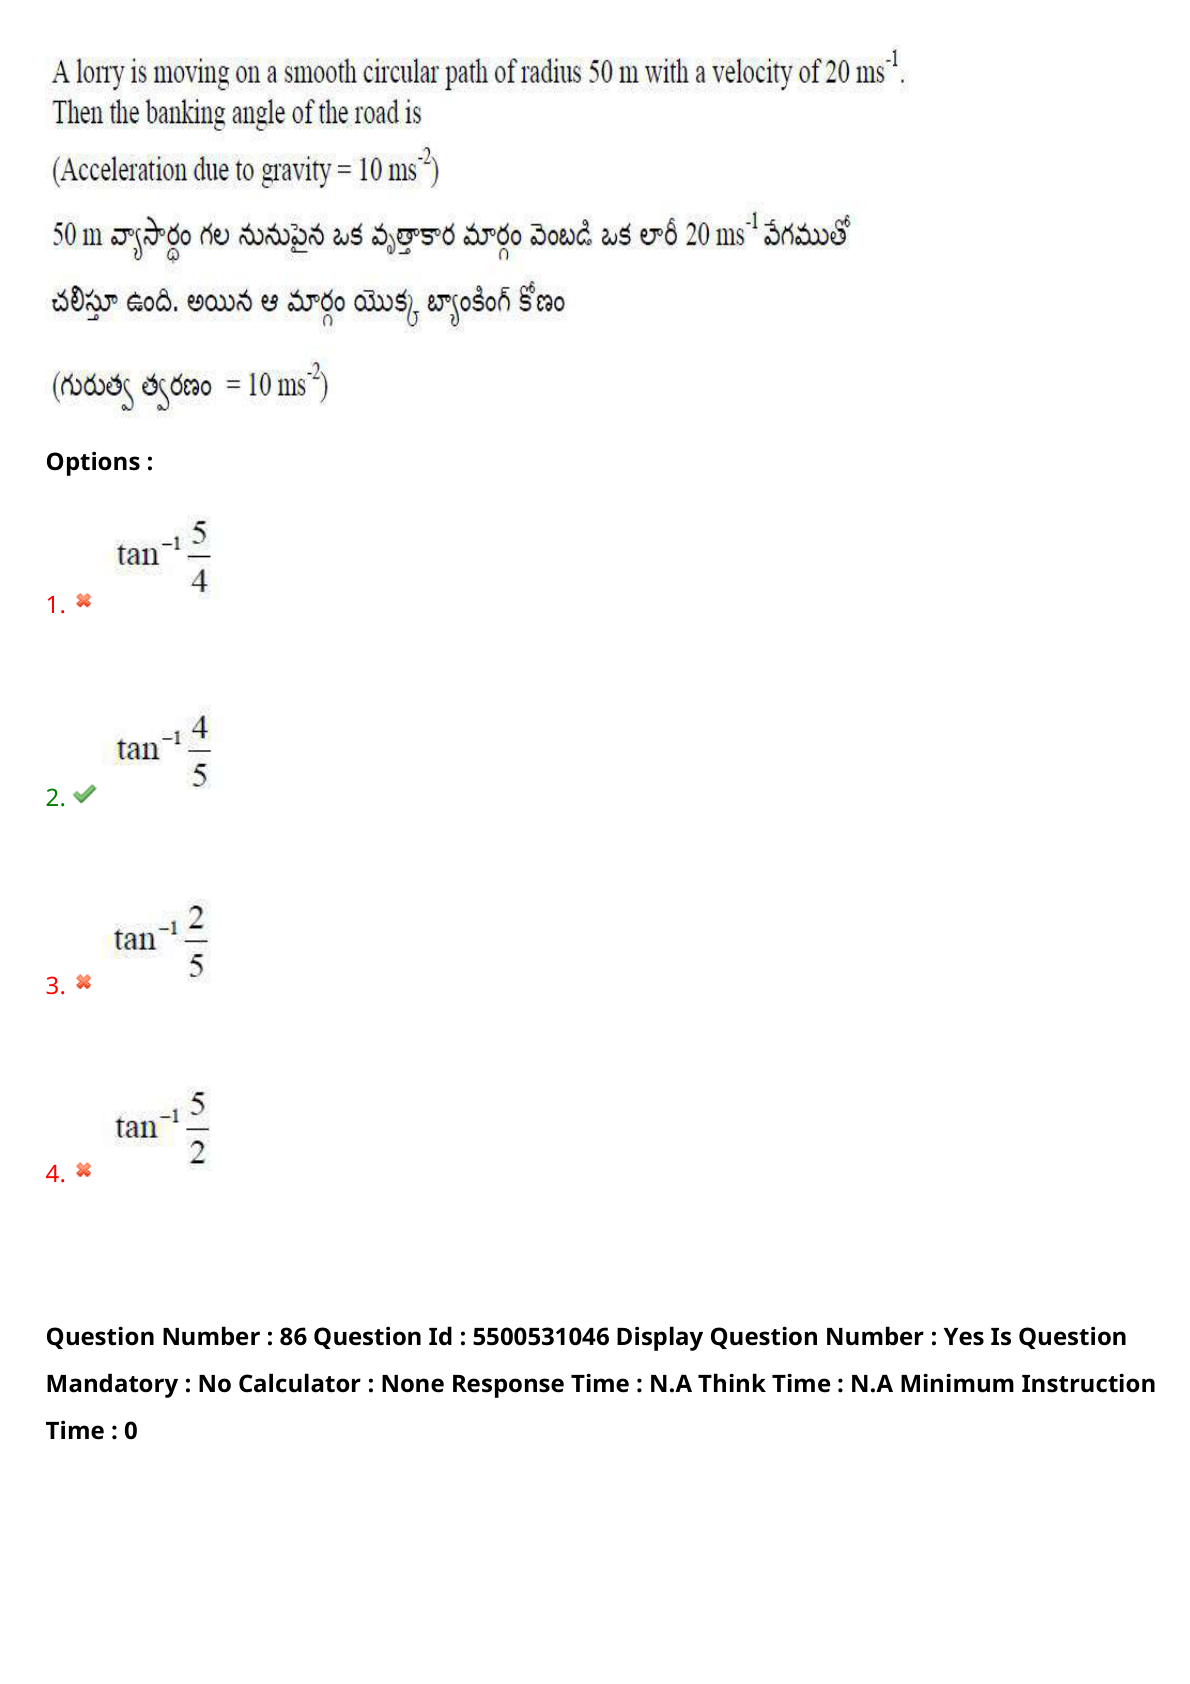 A lorry is moving on a smooth circular path of radius 50 m with a velocity of 20 ms⁻¹.
Then the banking angle of the road is
(Acceleration due to gravity = 10 ms⁻²)
50 m వ్యాసార్థం గల నునుపైన ఒక వృత్తాకార మార్గం వెంబడి ఒక లారీ 20 ms⁻¹ వేగముతో
చలిస్తూ ఉంది. అయిన ఆ మార్గం యొక్క బ్యాంకింగ్ కోణం
(గురుత్వ త్వరణం = 10 ms⁻²)
Options :
1. tan⁻¹ 5/4
2. tan⁻¹ 4/5
3. tan⁻¹ 2/5
4. tan⁻¹ 5/2
Question Number : 86 Question Id : 5500531046 Display Question Number : Yes Is Question
Mandatory : No Calculator : None Response Time : N.A Think Time : N.A Minimum Instruction
Time : 0